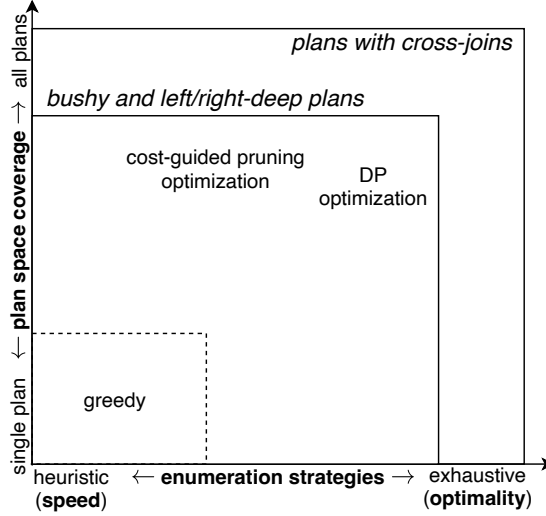 plans with cross-joins
bushy and left/right-deep plans
cost-guided pruning
optimization
DP
optimization
greedy
single plan ← plan space coverage → all plans
heuristic
(speed)
← enumeration strategies →
exhaustive
(optimality)